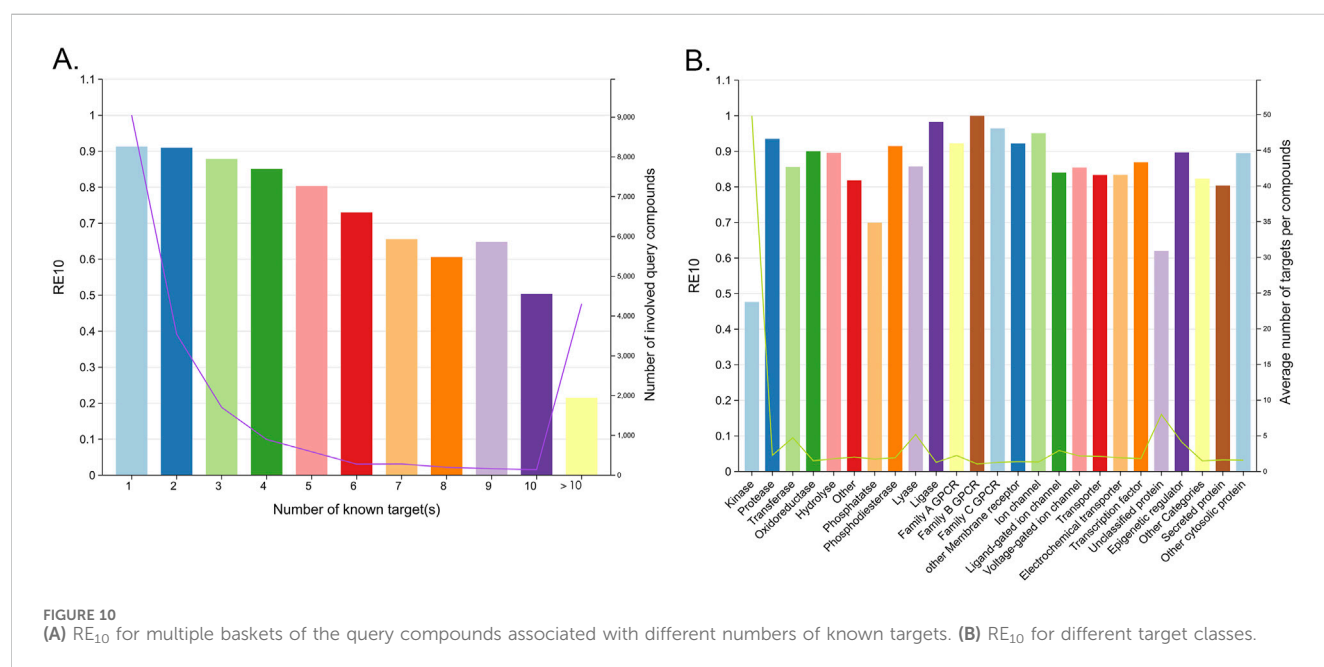 A.
1.1
1
0.9
0.8
0.7
0.6
0.5
0.4
0.3
0.2
0.1
0
RE10
9,000
8,000
7,000
6,000
5,000
4,000
3,000
2,000
1,000
0
Number of involved query compounds
1 2 3 4 5 6 7 8 9 10 > 10
Number of known target(s)
B.
1.1
1
0.9
0.8
0.7
0.6
0.5
0.4
0.3
0.2
0.1
0
RE10
50
45
40
35
30
25
20
15
10
5
0
Average number of targets per compounds
Kinase
Protease
Transferase
Oxidoreductase
Hydrolyse
Other
Phosphatatse
Phosphodiesterase
Lyase
Ligase
Family A GPCR
Family B GPCR
Family C GPCR
other Membrane receptor
Ion channel
Ligand-gated ion channel
Voltage-gated ion channel
Transporter
Electrochemical transporter
Transcription factor
Unclassified protein
Epigenetic regulator
Other Categories
Secreted protein
Other cytosolic protein
FIGURE 10
(A) RE10 for multiple baskets of the query compounds associated with different numbers of known targets. (B) RE10 for different target classes.